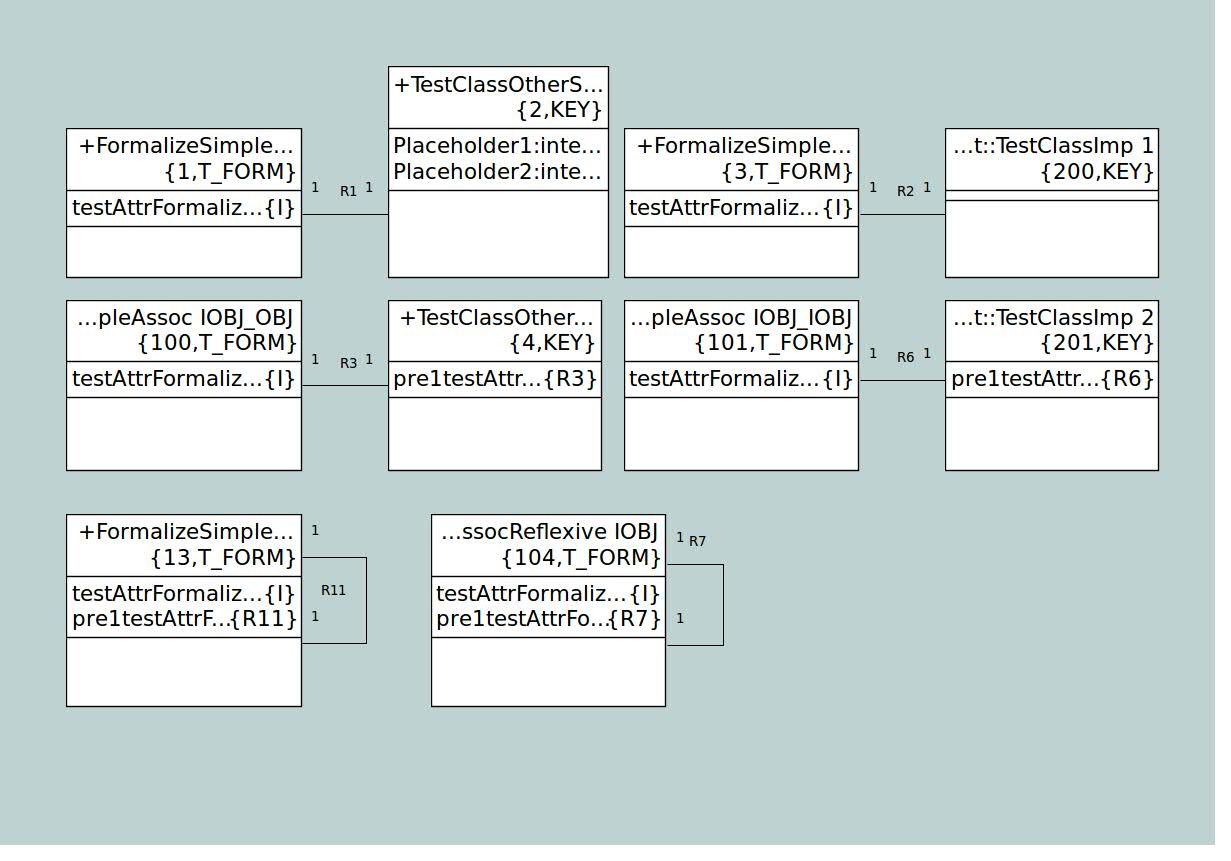 +TestClassOtherS...
{2,KEY}
Placeholder1:inte...
Placeholder2:inte...
+FormalizeSimple...
{1,T_FORM}
testAttrFormaliz...{I}
1 R1 1
+FormalizeSimple...
{3,T_FORM}
testAttrFormaliz...{I}
1 R2 1
...t::TestClassImp 1
{200,KEY}
...pleAssoc IOBJ_OBJ
{100,T_FORM}
testAttrFormaliz...{I}
1 R3 1
+TestClassOther...
{4,KEY}
pre1testAttr...{R3}
...pleAssoc IOBJ_IOBJ
{101,T_FORM}
testAttrFormaliz...{I}
1 R6 1
...t::TestClassImp 2
{201,KEY}
pre1testAttr...{R6}
+FormalizeSimple...
{13,T_FORM}
testAttrFormaliz...{I}
pre1testAttrF...{R11}
1
R11
1
...ssocReflexive IOBJ
{104,T_FORM}
testAttrFormaliz...{I}
pre1testAttrFo...{R7}
1 R7
1